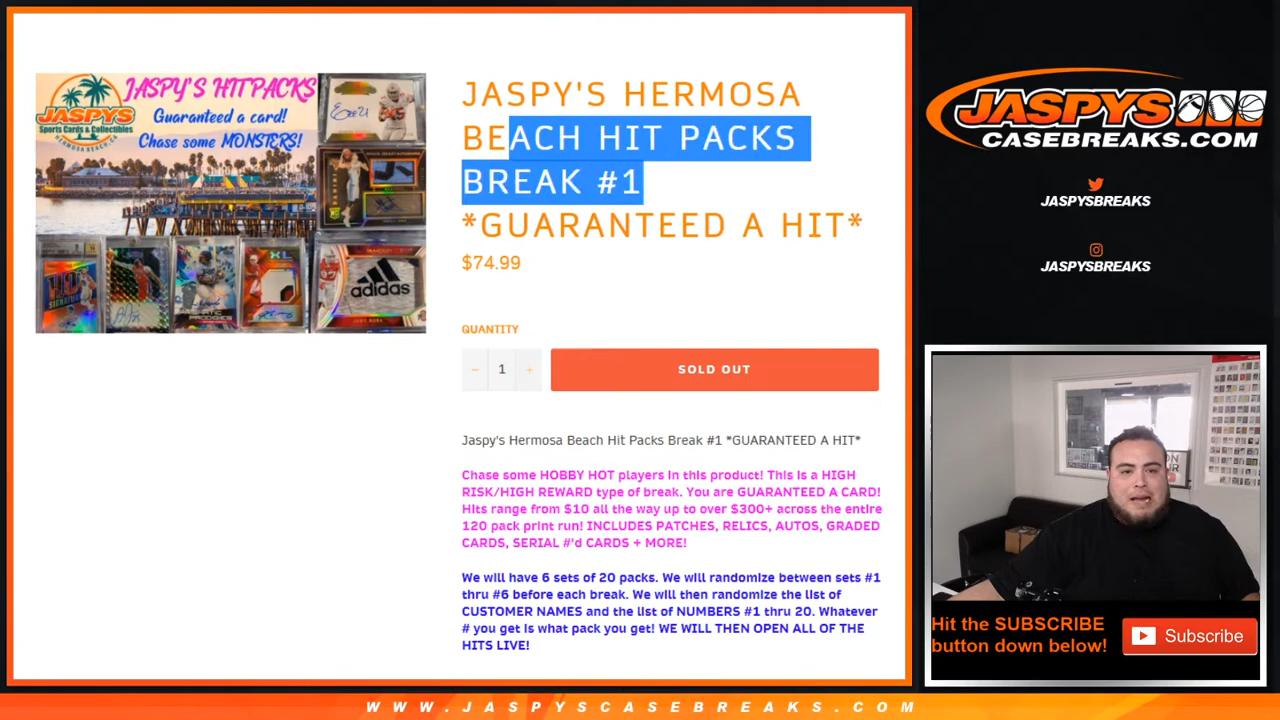 JASPY'S HITPACKS
Guaranteed a card!
Chase some MONSTERS!
JASPYS
Sports Cards & Collectibles
HERMOSA BEACH, CA
adidas
XL
JASPY'S HERMOSA
BEACH HIT PACKS
BREAK #1
*GUARANTEED A HIT*
$74.99
QUANTITY
− 1 +
SOLD OUT
Jaspy's Hermosa Beach Hit Packs Break #1 *GUARANTEED A HIT*
Chase some HOBBY HOT players in this product! This is a HIGH
RISK/HIGH REWARD type of break. You are GUARANTEED A CARD!
Hits range from $10 all the way up to over $300+ across the entire
120 pack print run! INCLUDES PATCHES, RELICS, AUTOS, GRADED
CARDS, SERIAL #'d CARDS + MORE!
We will have 6 sets of 20 packs. We will randomize between sets #1
thru #6 before each break. We will then randomize the list of
CUSTOMER NAMES and the list of NUMBERS #1 thru 20. Whatever
# you get is what pack you get! WE WILL THEN OPEN ALL OF THE
HITS LIVE!
JASPYS
CASEBREAKS.COM
JASPYSBREAKS
JASPYSBREAKS
Hit the SUBSCRIBE
button down below!
Subscribe
WWW.JASPYSCASEBREAKS.COM